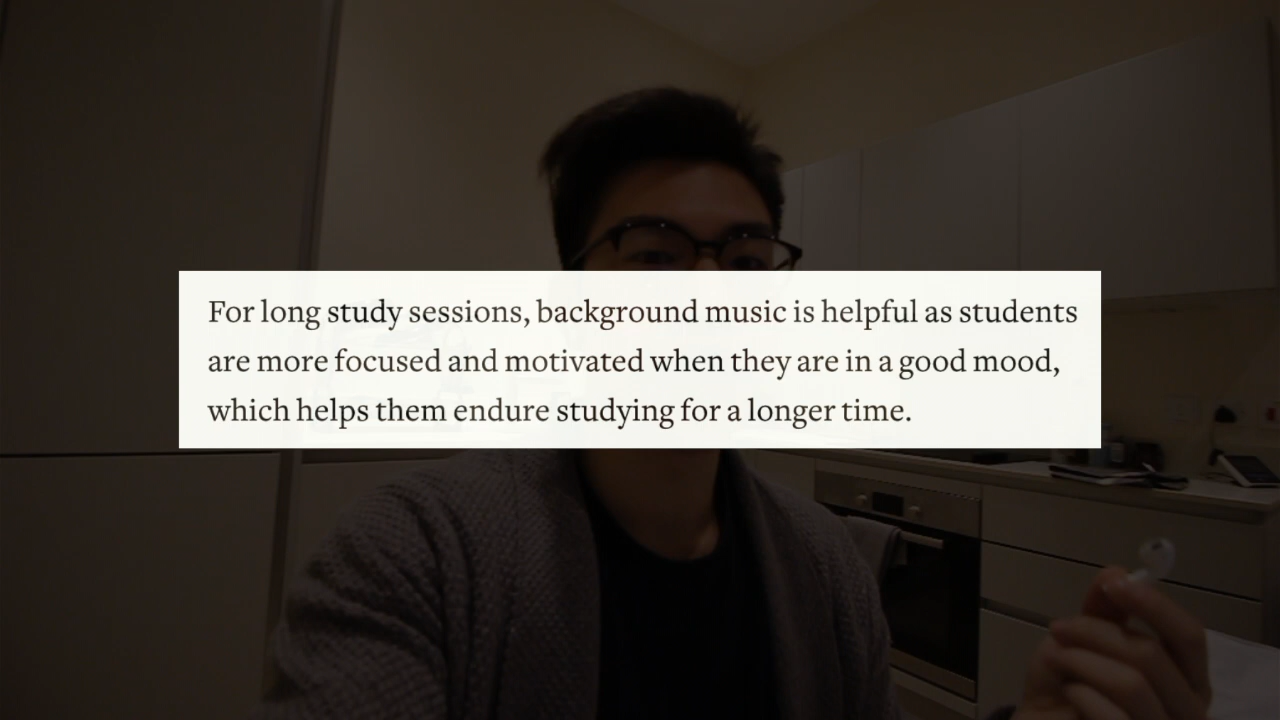 For long study sessions, background music is helpful as students
are more focused and motivated when they are in a good mood,
which helps them endure studying for a longer time.